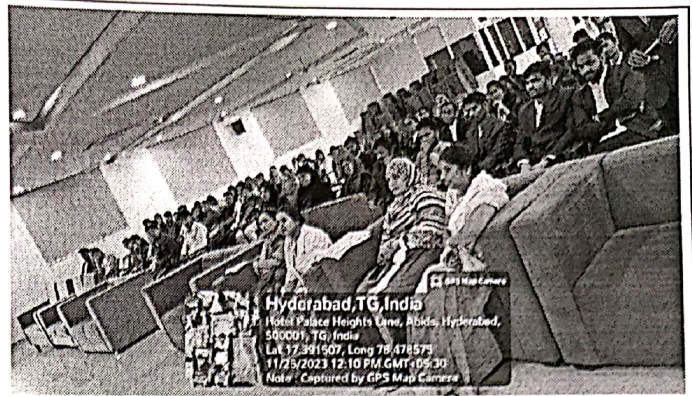 GPS Map Camera
Hyderabad,TG,India
Hotel Palace Heights Lane, Abids, Hyderabad,
500001, TG, India
Lat 17.391507, Long 78.478575
11/25/2023 12:10 PM GMT+05:30
Note : Captured by GPS Map Camera